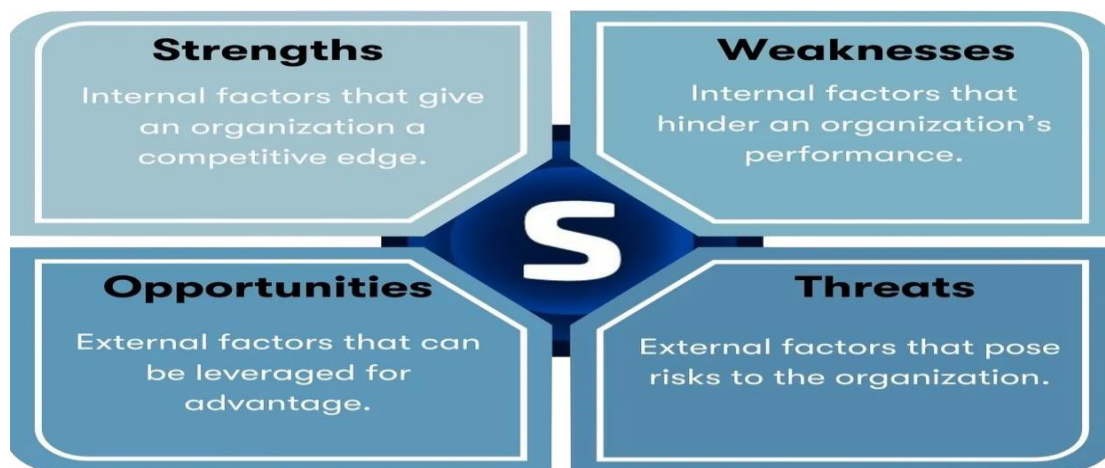 Strengths
Internal factors that give
an organization a
competitive edge.
Weaknesses
Internal factors that
hinder an organization's
performance.
S
Opportunities
External factors that can
be leveraged for
advantage.
Threats
External factors that pose
risks to the organization.